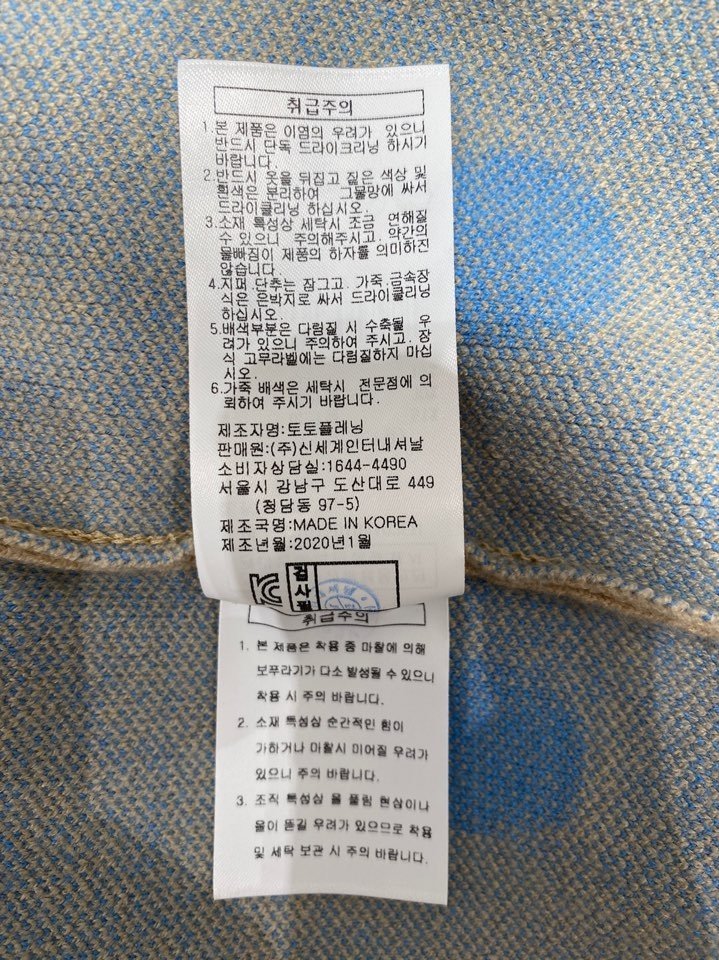 취급주의
1.본 제품은 이염의 우려가 있으니
반드시 단독 드라이크리닝 하시기
바랍니다.
2.반드시 옷을 뒤집고 짙은 색상 및
흰색은 분리하여 그물망에 싸서
드라이클리닝 하십시오.
3.소재 특성상 세탁시 조금 연해질
수 있으니 주의해주시고, 약간의
물빠짐이 제품의 하자를 의미하진
않습니다.
4.지퍼.단추는 잠그고, 가죽.금속장
식은 은박지로 싸서 드라이클리닝
하십시오.
5.배색부분은 다림질 시 수축될 우
려가 있으니 주의하여 주시고, 장
식 고무라벨에는 다림질하지 마십
시오.
6.가죽 배색은 세탁시 전문점에 의
뢰하여 주시기 바랍니다.
제조자명:토토플레닝
판매원:(주)신세계인터내셔날
소비자상담실:1644-4490
서울시 강남구 도산대로 449
(청담동 97-5)
제조국명:MADE IN KOREA
제조년월:2020년1월
검사필
취급주의
1. 본 제품은 착용 중 마찰에 의해
보푸라기가 다소 발생될 수 있으니
착용 시 주의 바랍니다.
2. 소재 특성상 순간적인 힘이
가하거나 마찰시 미어질 우려가
있으니 주의 바랍니다.
3. 조직 특성상 올 풀림 현상이나
올이 뜯길 우려가 있으므로 착용
및 세탁 보관 시 주의 바랍니다.